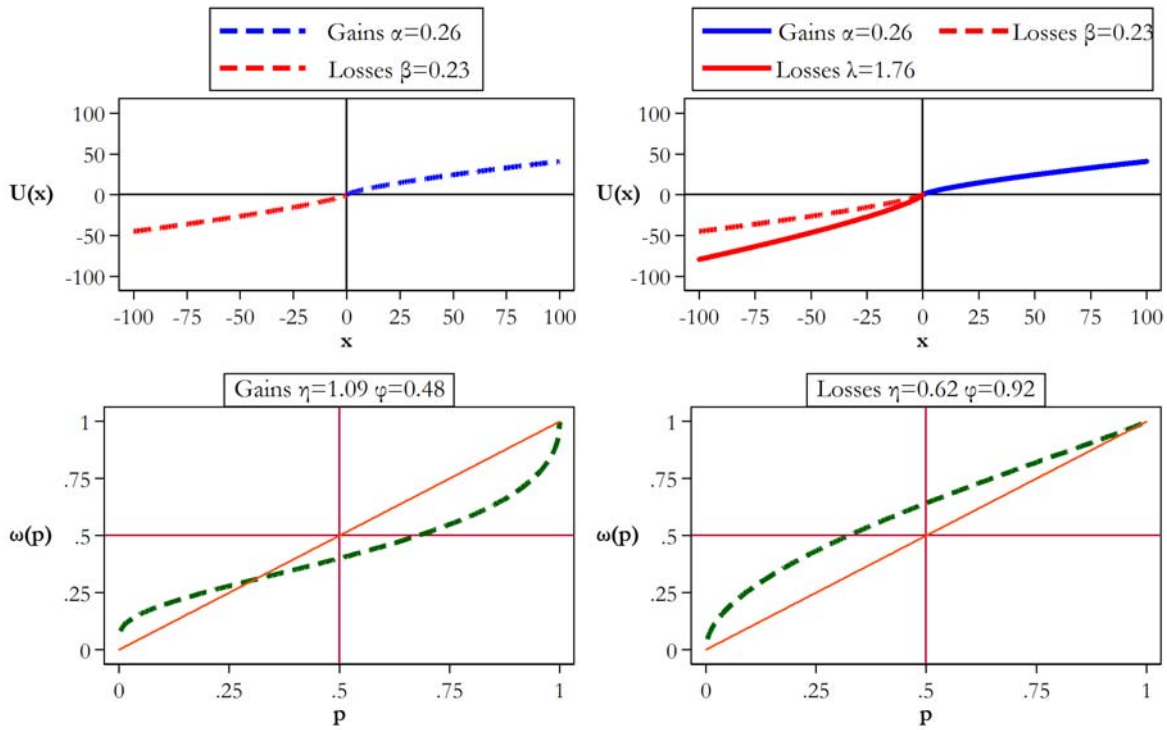 Gains α=0.26
Losses β=0.23
100
50
0
-50
-100
U(x)
-100 -75 -50 -25 0 25 50 75 100
x
Gains α=0.26 Losses β=0.23
Losses λ=1.76
100
50
0
-50
-100
U(x)
-100 -75 -50 -25 0 25 50 75 100
x
Gains η=1.09 φ=0.48
1
.75
.5
.25
0
ω(p)
0 .25 .5 .75 1
p
Losses η=0.62 φ=0.92
1
.75
.5
.25
0
ω(p)
0 .25 .5 .75 1
p